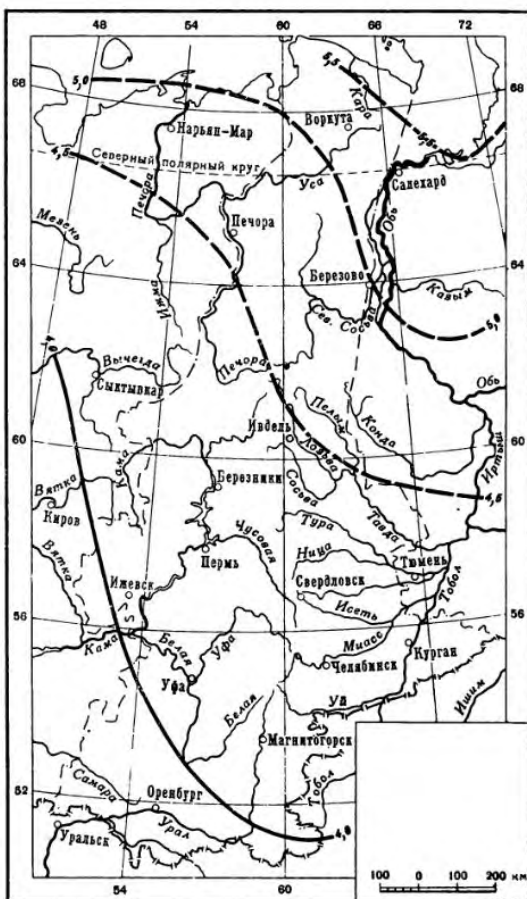 48 54 60 66 72
68
5,0
5,5
Кара
Воркута
Нарьян-Мар
5,5
4,5
Северный полярный круг
Уса
Салехард
Печора
Мезень
Печора
Обь
64
Ижма
Березово
Казым
Сев. Сосьва
5,0
4,0
Вычегда
Печора
Сыктывкар
Пелым
Обь
Конда
Ивдель
60
Лозьва
Иртыш
Кама
Березники
Сосьва
4,5
Вятка
Тавда
Киров
Чусовая
Тура
Вятка
Пермь
Ница
Тюмень
Ижевск
Свердловск
Тобол
56
Исеть
Кама
Белая
Уфа
Миасс
Курган
Челябинск
Уфа
Белая
Уй
Ишим
Магнитогорск
52
Самара
Оренбург
Тобол
Урал
4,0
Уральск
54 60
100 0 100 200 км